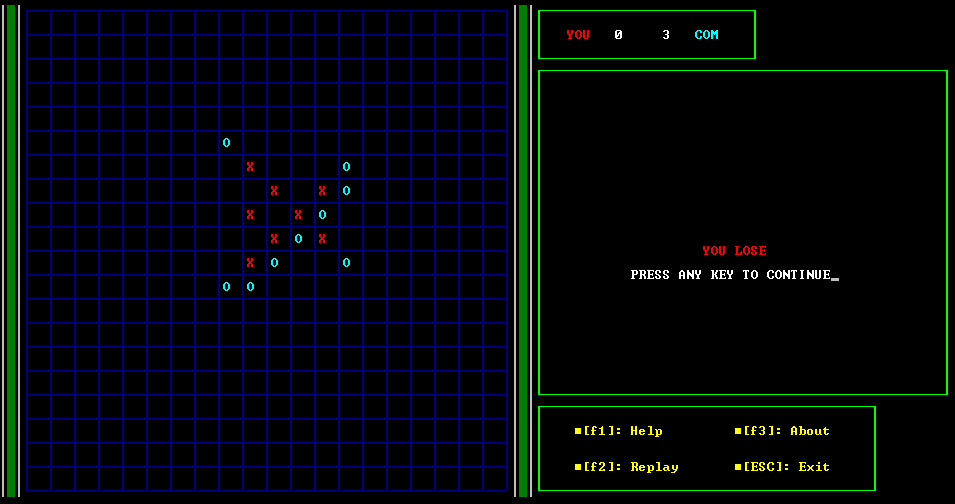 YOU 0 3 COM
O
X O
X X O
X X O
X O X
X O O
O O
YOU LOSE
PRESS ANY KEY TO CONTINUE_
■[f1]: Help ■[f3]: About
■[f2]: Replay ■[ESC]: Exit